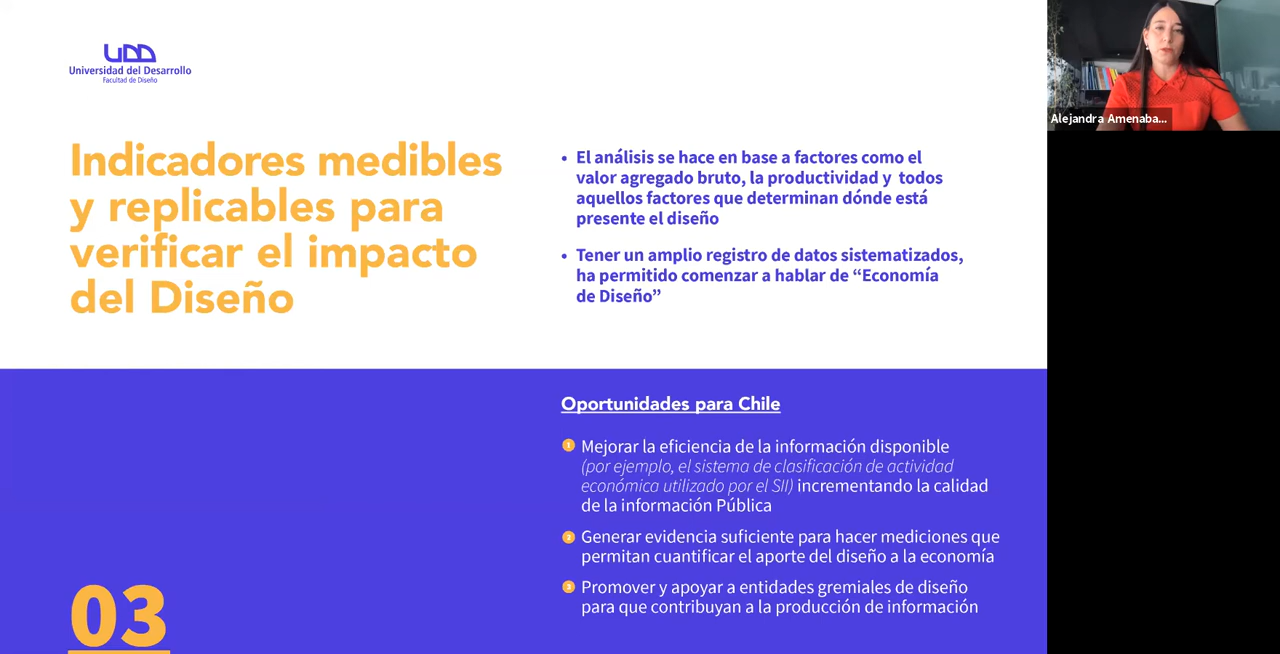 UDD
Universidad del Desarrollo
Facultad de Diseño
Indicadores medibles
y replicables para
verificar el impacto
del Diseño
• El análisis se hace en base a factores como el
valor agregado bruto, la productividad y todos
aquellos factores que determinan dónde está
presente el diseño
• Tener un amplio registro de datos sistematizados,
ha permitido comenzar a hablar de “Economía
de Diseño”
Alejandra Amenaba...
Oportunidades para Chile
1 Mejorar la eficiencia de la información disponible
(por ejemplo, el sistema de clasificación de actividad
económica utilizado por el SII) incrementando la calidad
de la información Pública
2 Generar evidencia suficiente para hacer mediciones que
permitan cuantificar el aporte del diseño a la economía
3 Promover y apoyar a entidades gremiales de diseño
para que contribuyan a la producción de información
03